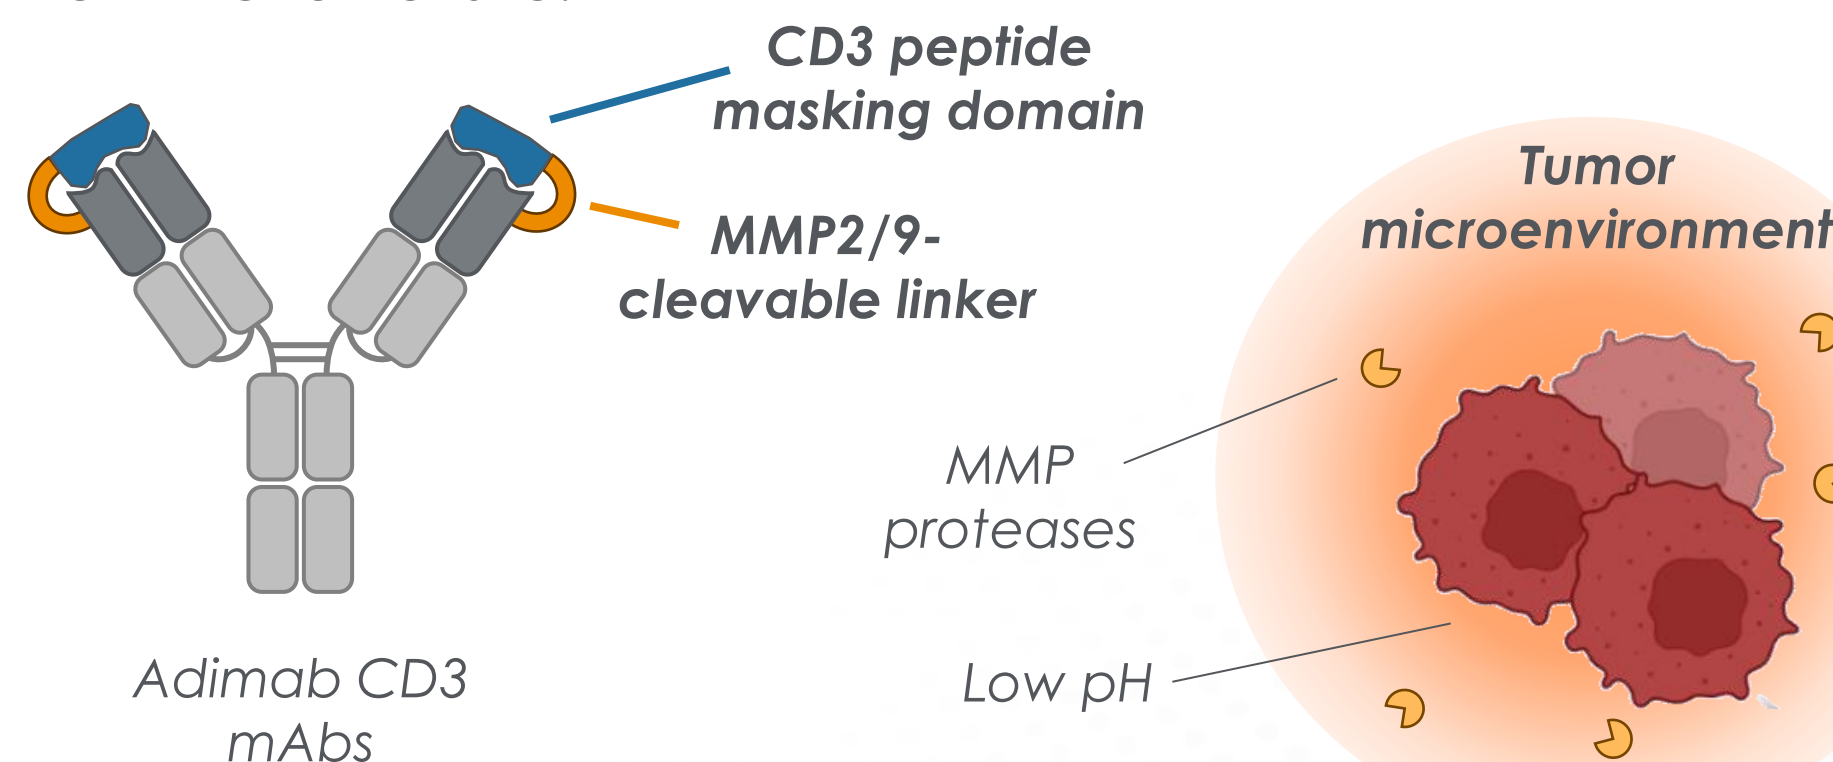 CD3 peptide
masking domain
MMP2/9-
cleavable linker
Tumor
microenvironment
MMP
proteases
Low pH
Adimab CD3
mAbs